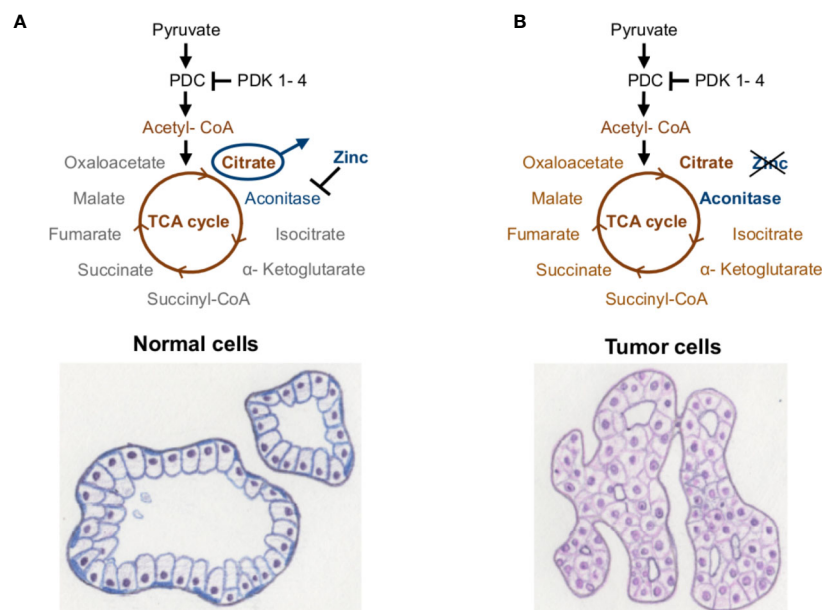 A
Pyruvate
PDC
PDK 1- 4
Acetyl- CoA
Oxaloacetate
Citrate
Zinc
Malate
Aconitase
TCA cycle
Fumarate
Isocitrate
Succinate
α- Ketoglutarate
Succinyl-CoA
Normal cells
B
Pyruvate
PDC
PDK 1- 4
Acetyl- CoA
Oxaloacetate
Citrate
Zinc
Malate
Aconitase
TCA cycle
Fumarate
Isocitrate
Succinate
α- Ketoglutarate
Succinyl-CoA
Tumor cells